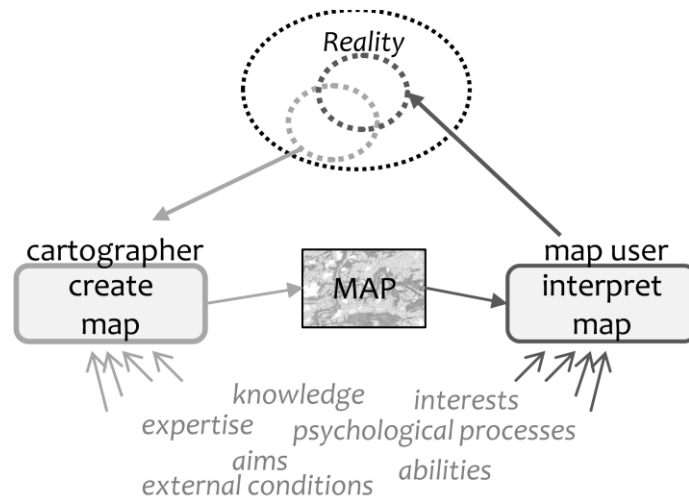 Reality
cartographer
create
map
MAP
map user
interpret
map
knowledge
interests
expertise
psychological processes
aims
abilities
external conditions